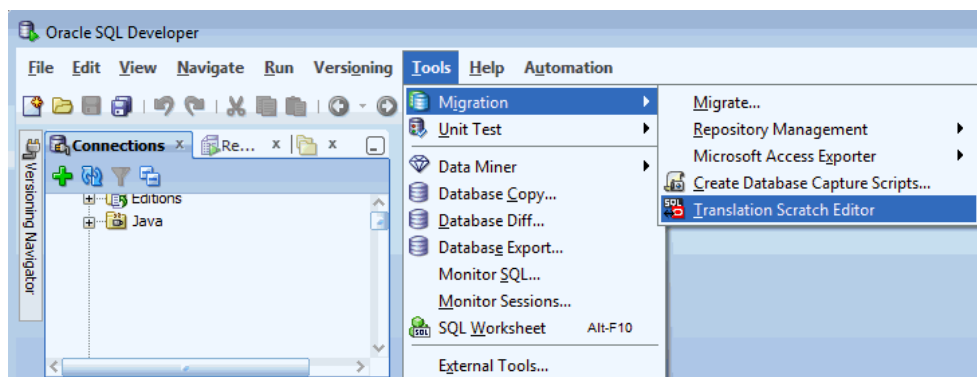 Oracle SQL Developer
File Edit View Navigate Run Versioning Tools Help Automation
Migration
Unit Test
Data Miner
Database Copy...
Database Diff...
Database Export...
Monitor SQL...
Monitor Sessions...
SQL Worksheet Alt-F10
External Tools...
Migrate...
Repository Management
Microsoft Access Exporter
Create Database Capture Scripts...
SQL
Translation Scratch Editor
Connections x Re... x x
Versioning Navigator
Editions
Java